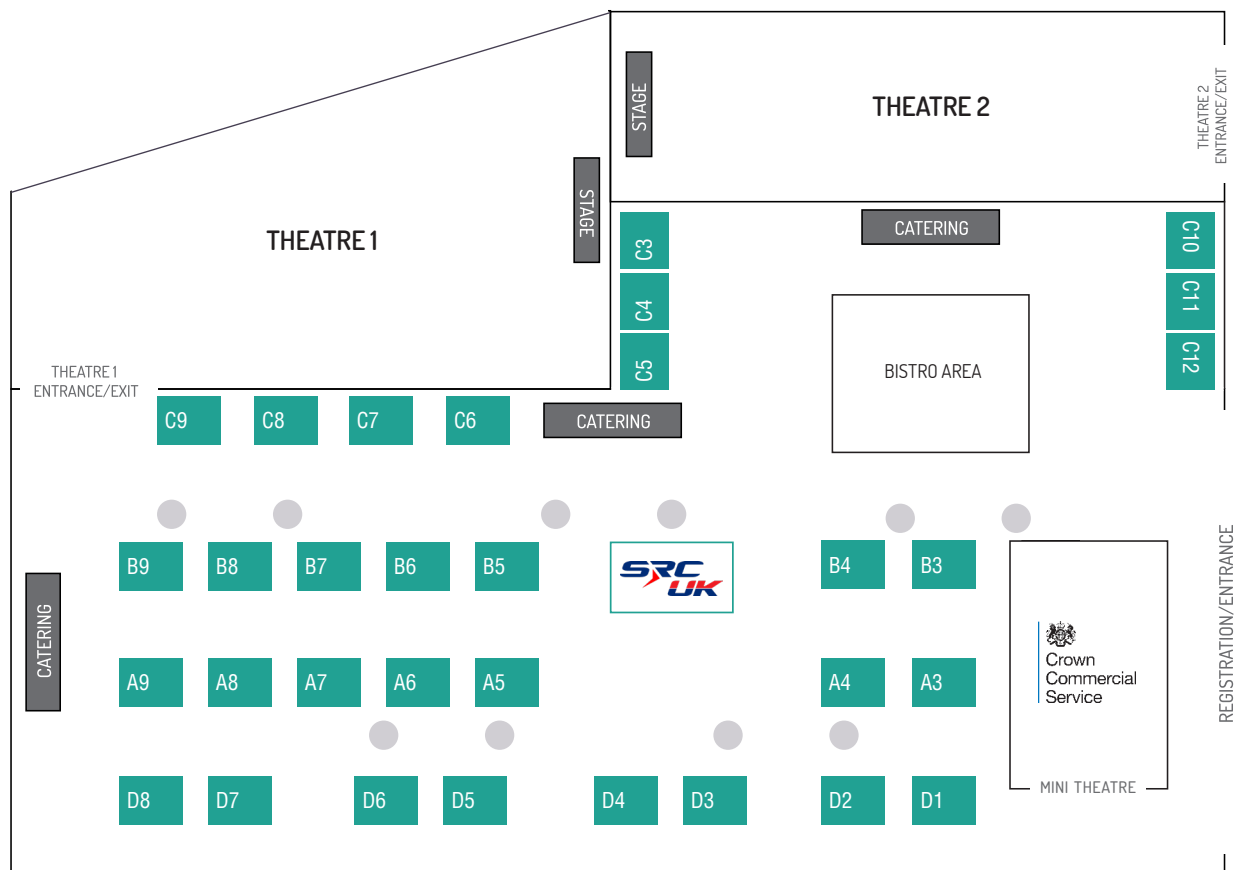 STAGE
THEATRE 2
THEATRE 2
ENTRANCE/EXIT
STAGE
THEATRE 1
C3
CATERING
C10
C4
C11
BISTRO AREA
C5
C12
THEATRE 1
ENTRANCE/EXIT
C9
C8
C7
C6
CATERING
B9
B8
B7
B6
B5
SRC
UK
B4
B3
REGISTRATION/ENTRANCE
CATERING
Crown
Commercial
Service
A9
A8
A7
A6
A5
A4
A3
MINI THEATRE
D8
D7
D6
D5
D4
D3
D2
D1